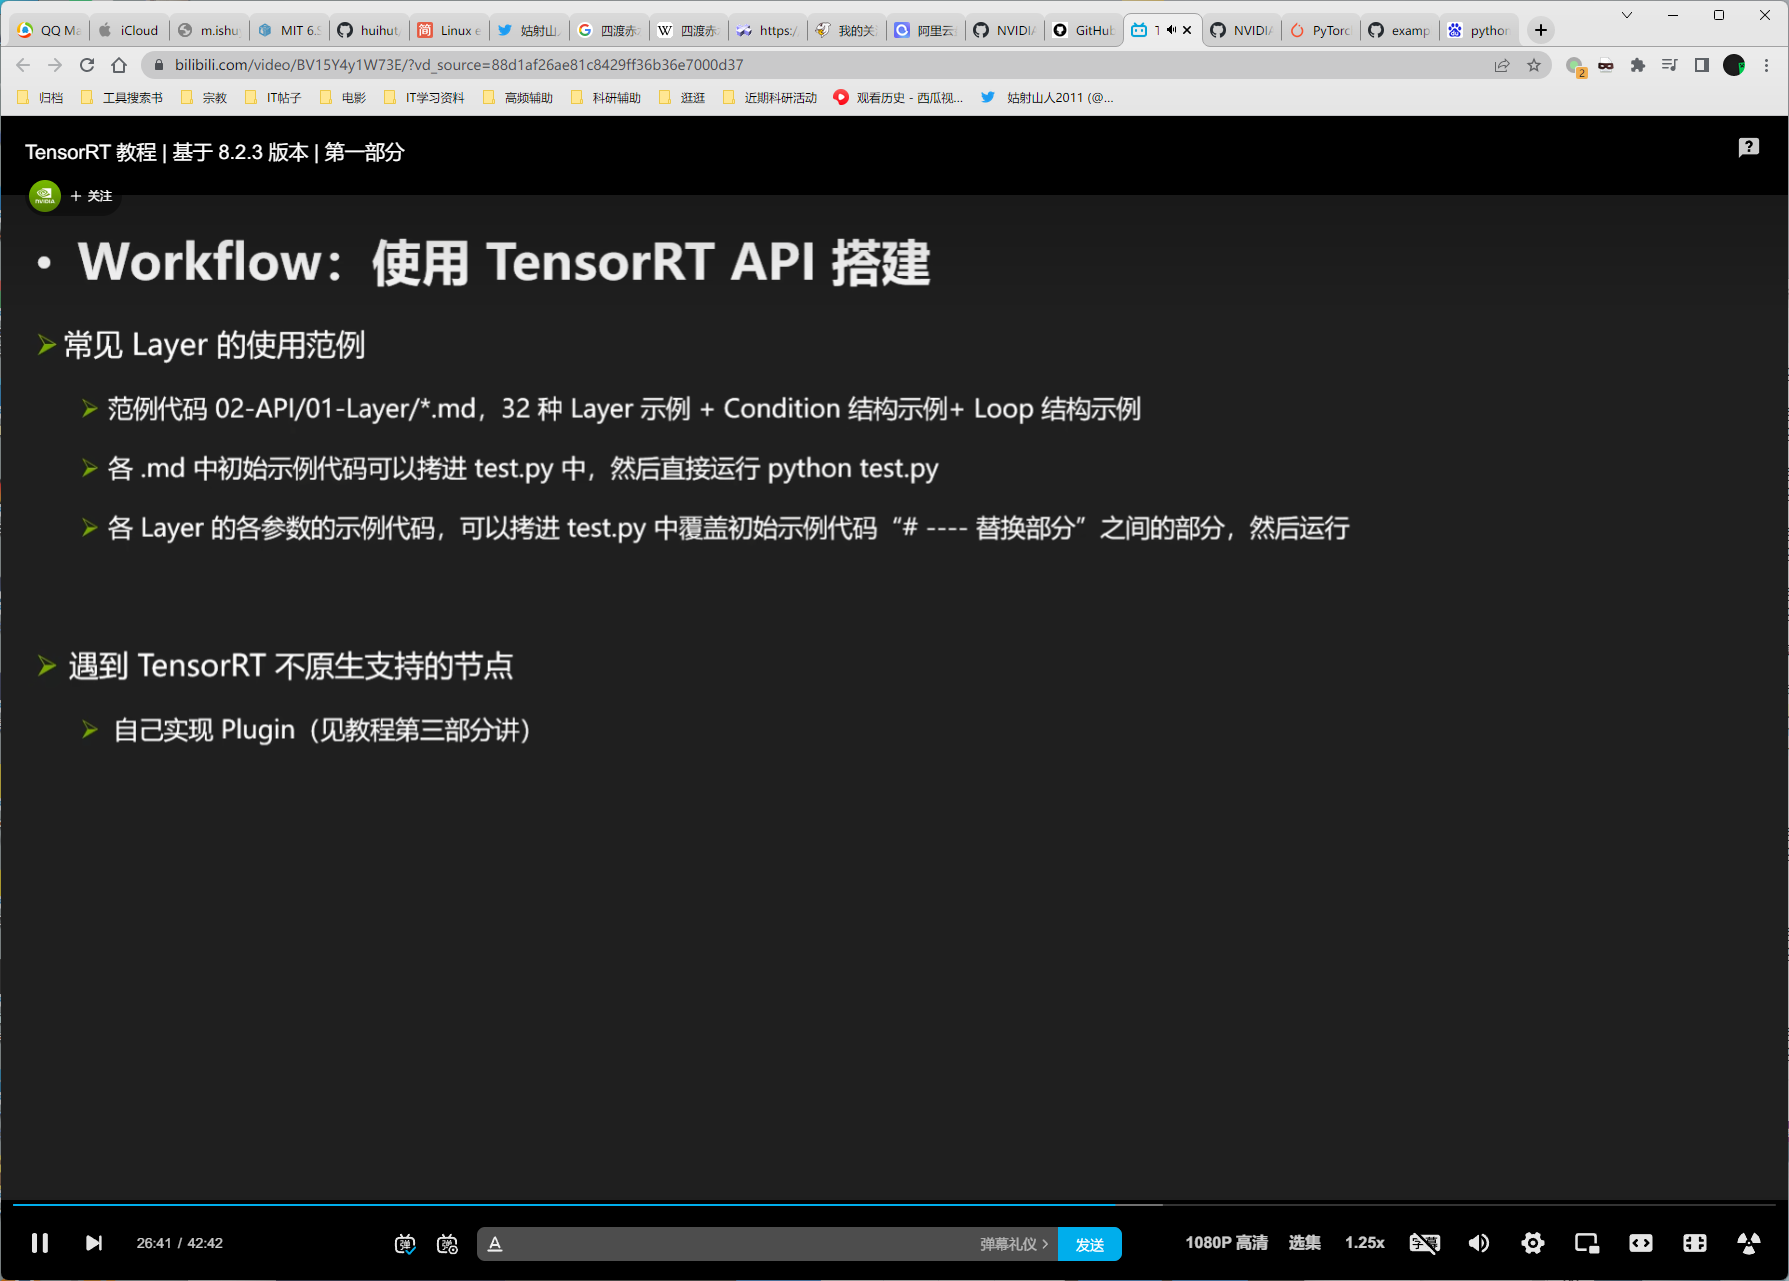 QQ Ma
iCloud
m.ishu
MIT 6.S
huihut
Linux e
姑射山
四渡赤
四渡赤
https:/
我的关
阿里云
NVIDI
GitHub
T
NVIDI
PyTorc
examp
python
bilibili.com/video/BV15Y4y1W73E/?vd_source=88d1af26ae81c8429ff36b36e7000d37
2
归档 工具搜索书 宗教 IT帖子 电影 IT学习资料 高频辅助 科研辅助 逛逛 近期科研活动 观看历史 - 西瓜视... 姑射山人2011 (@...
TensorRT 教程 | 基于 8.2.3 版本 | 第一部分
NVIDIA + 关注
• Workflow：使用 TensorRT API 搭建
➢ 常见 Layer 的使用范例
➢ 范例代码 02-API/01-Layer/*.md，32 种 Layer 示例 + Condition 结构示例+ Loop 结构示例
➢ 各 .md 中初始示例代码可以拷进 test.py 中，然后直接运行 python test.py
➢ 各 Layer 的各参数的示例代码，可以拷进 test.py 中覆盖初始示例代码“# ---- 替换部分”之间的部分，然后运行
➢ 遇到 TensorRT 不原生支持的节点
➢ 自己实现 Plugin（见教程第三部分讲）
26:41 / 42:42 弹 弹 A 弹幕礼仪 > 发送 1080P 高清 选集 1.25x 字幕